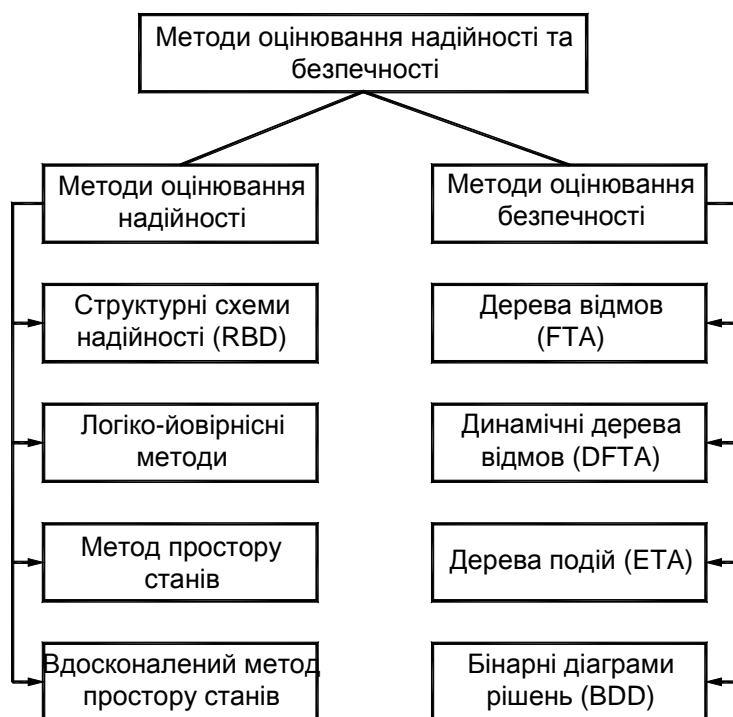 Методи оцінювання надійності та
безпечності
Методи оцінювання
надійності
Методи оцінювання
безпечності
Структурні схеми
надійності (RBD)
Дерева відмов
(FTA)
Логіко-йовірнісні
методи
Динамічні дерева
відмов (DFTA)
Метод простору
станів
Дерева подій (ETA)
Вдосконалений метод
простору станів
Бінарні діаграми
рішень (BDD)